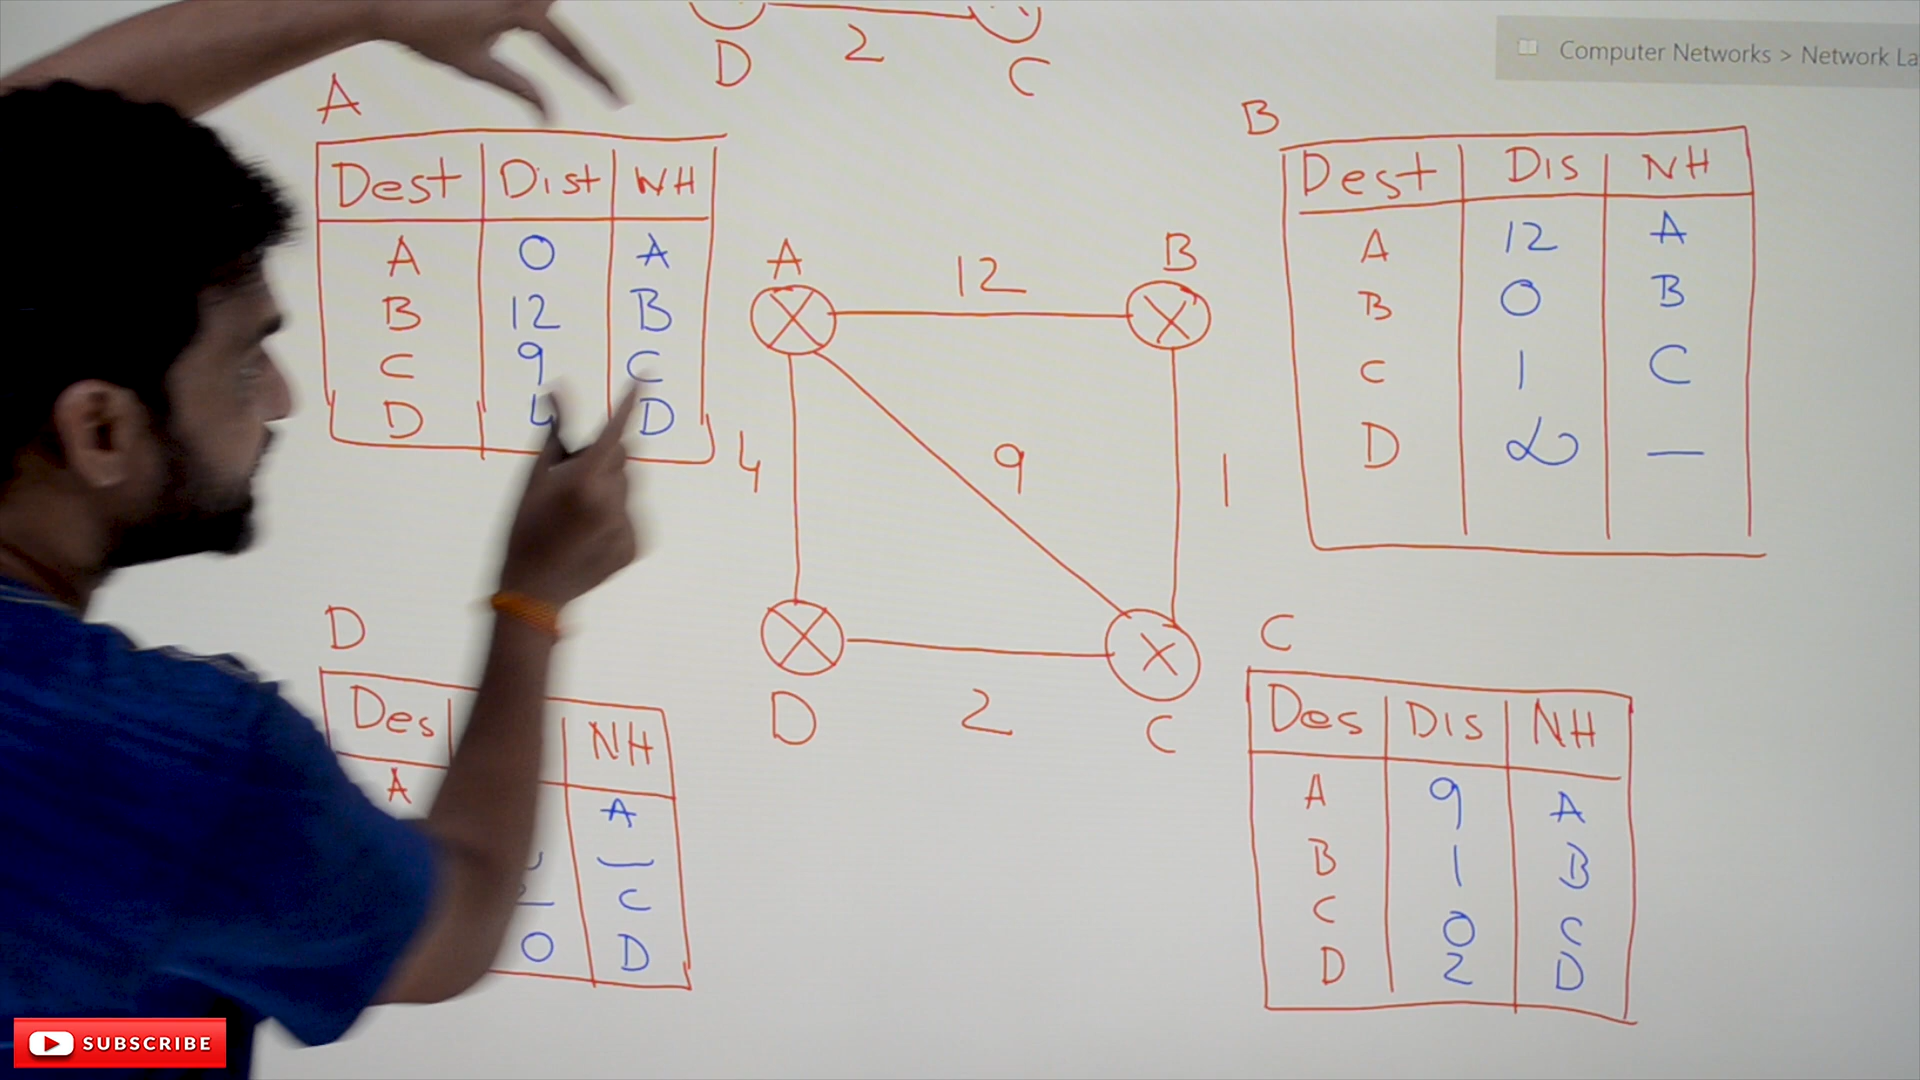 D 2 C
Computer Networks > Network La
A
Dest Dist NH
A 0 A
B 12 B
C 9 C
D 4 D
B
Dest Dis NH
A 12 A
B 0 B
C 1 C
D ∞ —
A 12 B
4 9 1
D 2 C
D
Des NH
A A
—
C
0 D
C
Des Dis NH
A 9 A
B 1 B
C 0 C
D 2 D
SUBSCRIBE